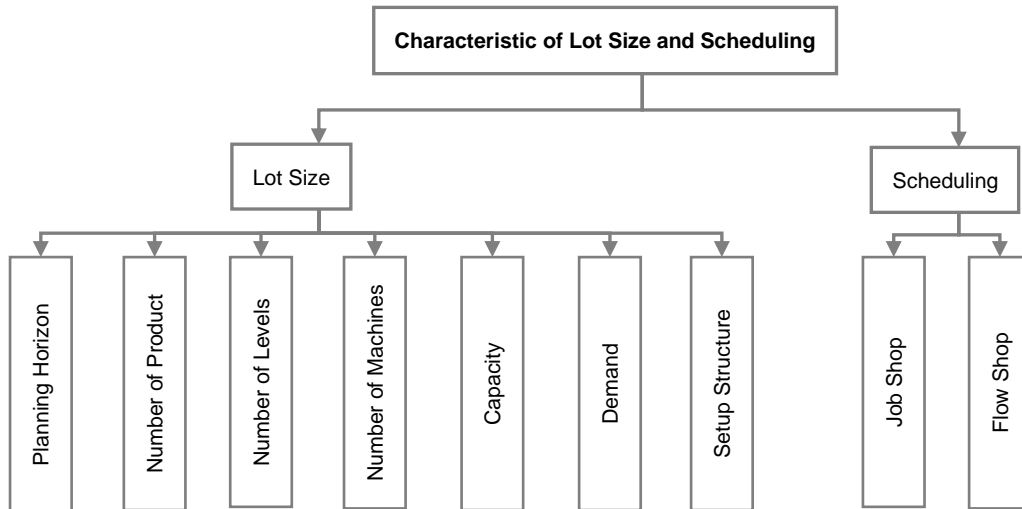 Characteristic of Lot Size and Scheduling
Lot Size
Scheduling
Planning Horizon
Number of Product
Number of Levels
Number of Machines
Capacity
Demand
Setup Structure
Job Shop
Flow Shop